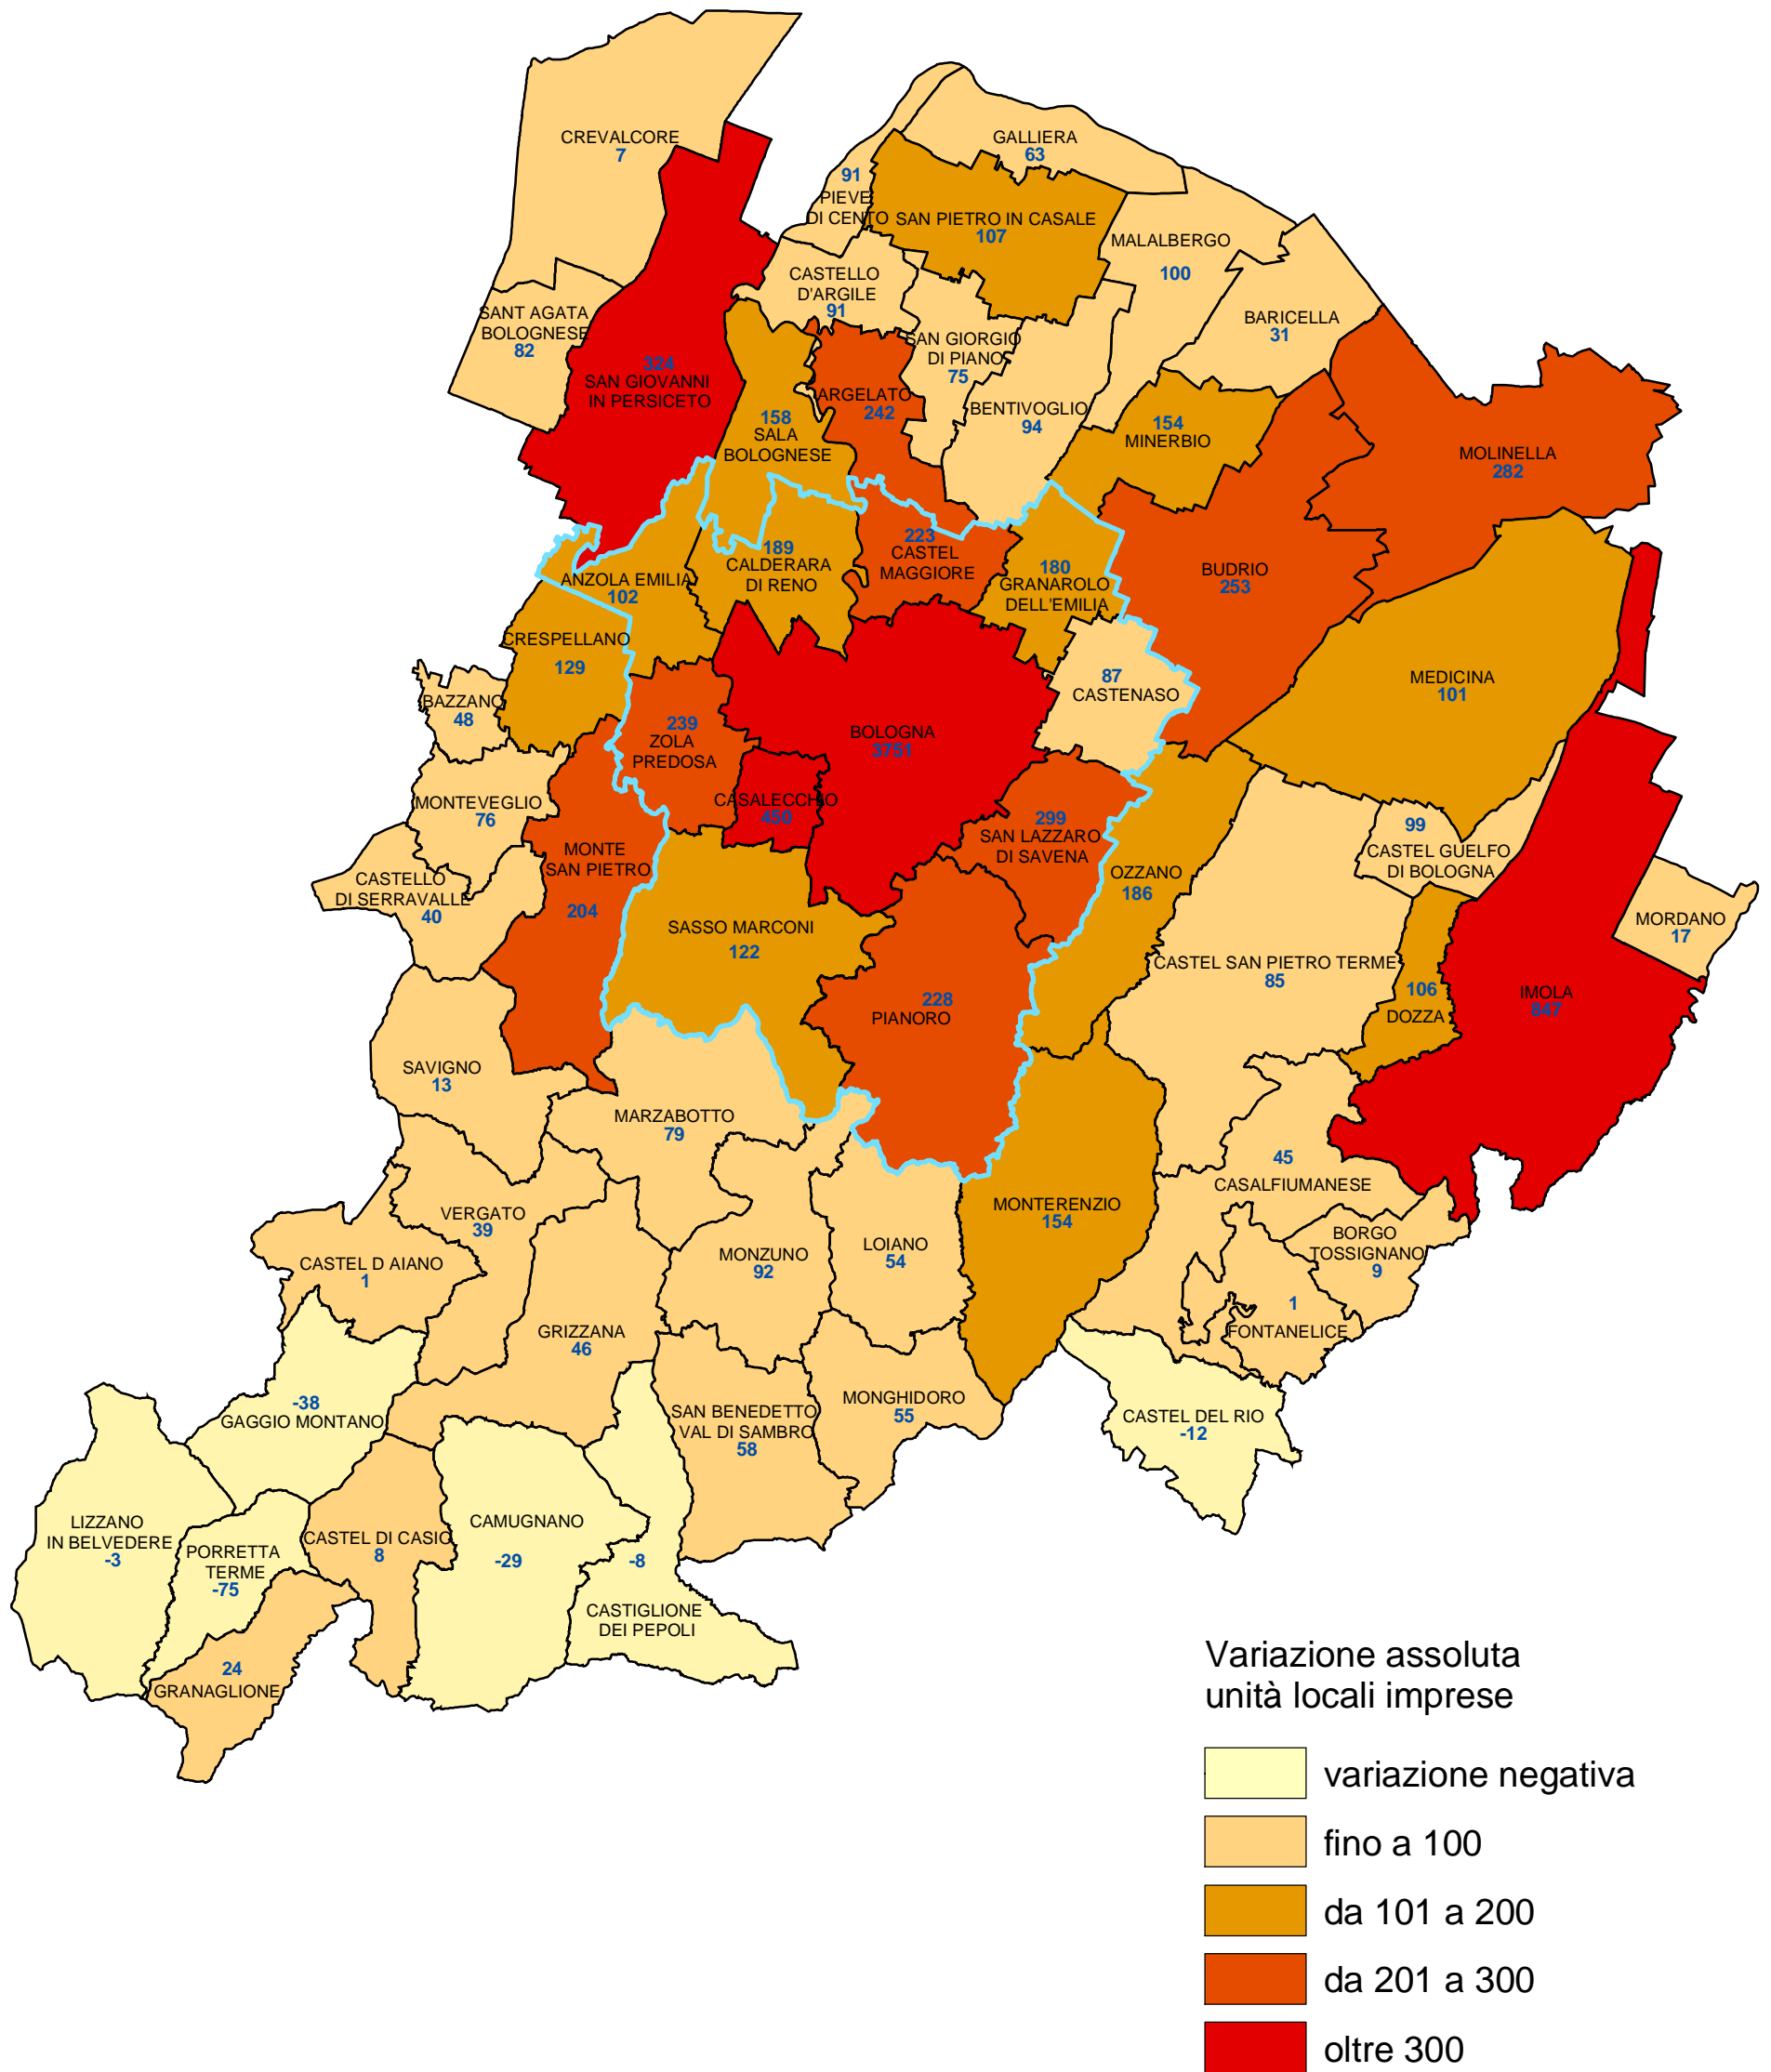 CREVALCORE
7
GALLIERA
63
91
PIEVE
DI CENTO
SAN PIETRO IN CASALE
107
MALALBERGO
100
CASTELLO
D'ARGILE
91
SANT AGATA
BOLOGNESE
82
BARICELLA
31
SAN GIORGIO
DI PIANO
75
324
SAN GIOVANNI
IN PERSICETO
ARGELATO
242
BENTIVOGLIO
94
158
SALA
BOLOGNESE
154
MINERBIO
MOLINELLA
282
223
CASTEL
MAGGIORE
189
CALDERARA
DI RENO
180
GRANAROLO
DELL'EMILIA
BUDRIO
253
ANZOLA EMILIA
102
CRESPELLANO
129
87
CASTENASO
MEDICINA
101
BAZZANO
48
239
ZOLA
PREDOSA
BOLOGNA
3751
MONTEVEGLIO
76
CASALECCHIO
450
299
SAN LAZZARO
DI SAVENA
99
CASTEL GUELFO
DI BOLOGNA
MONTE
SAN PIETRO
204
CASTELLO
DI SERRAVALLE
40
OZZANO
186
MORDANO
17
SASSO MARCONI
122
CASTEL SAN PIETRO TERME
85
106
DOZZA
IMOLA
847
228
PIANORO
SAVIGNO
13
MARZABOTTO
79
45
CASALFIUMANESE
VERGATO
39
MONTERENZIO
154
BORGO
TOSSIGNANO
9
CASTEL D AIANO
1
MONZUNO
92
LOIANO
54
1
FONTANELICE
GRIZZANA
46
-38
GAGGIO MONTANO
SAN BENEDETTO
VAL DI SAMBRO
58
MONGHIDORO
55
CASTEL DEL RIO
-12
LIZZANO
IN BELVEDERE
-3
PORRETTA
TERME
-75
CASTEL DI CASIO
8
CAMUGNANO
-29
-8
CASTIGLIONE
DEI PEPOLI
24
GRANAGLIONE
Variazione assoluta
unità locali imprese
variazione negativa
fino a 100
da 101 a 200
da 201 a 300
oltre 300